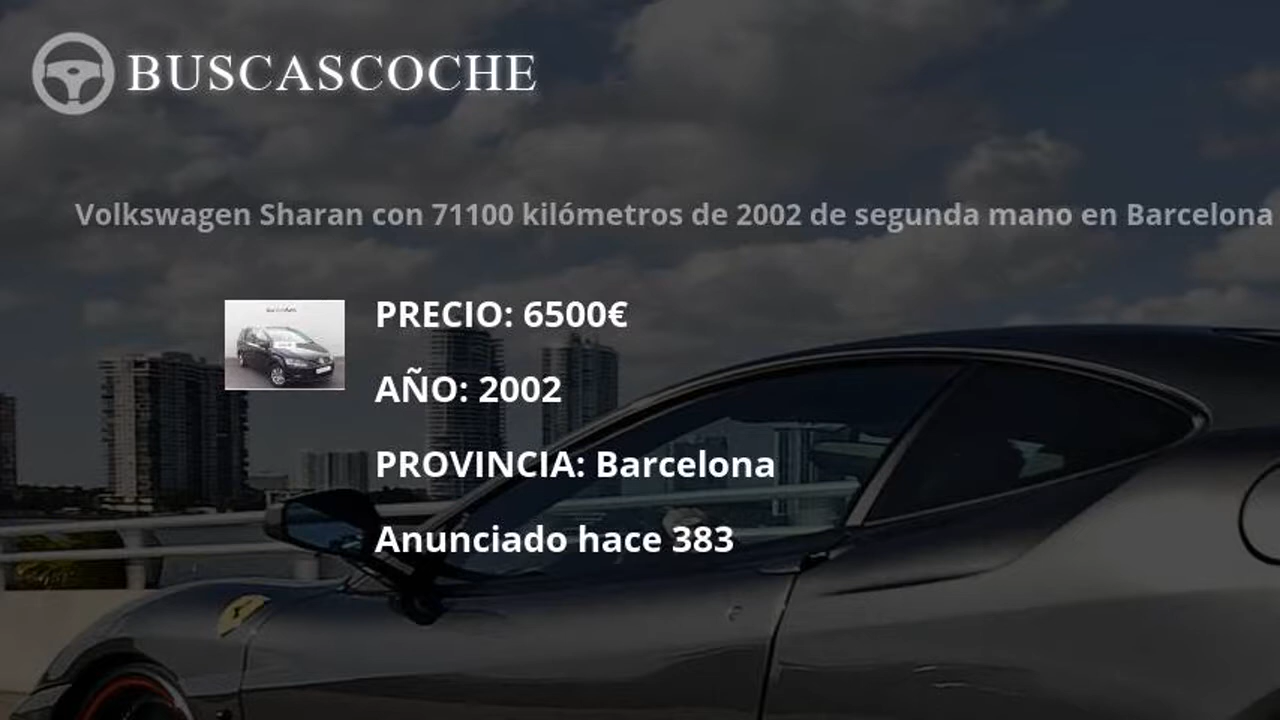 BUSCASCOCHE
Volkswagen Sharan con 71100 kilómetros de 2002 de segunda mano en Barcelona
PRECIO: 6500€
AÑO: 2002
PROVINCIA: Barcelona
Anunciado hace 383